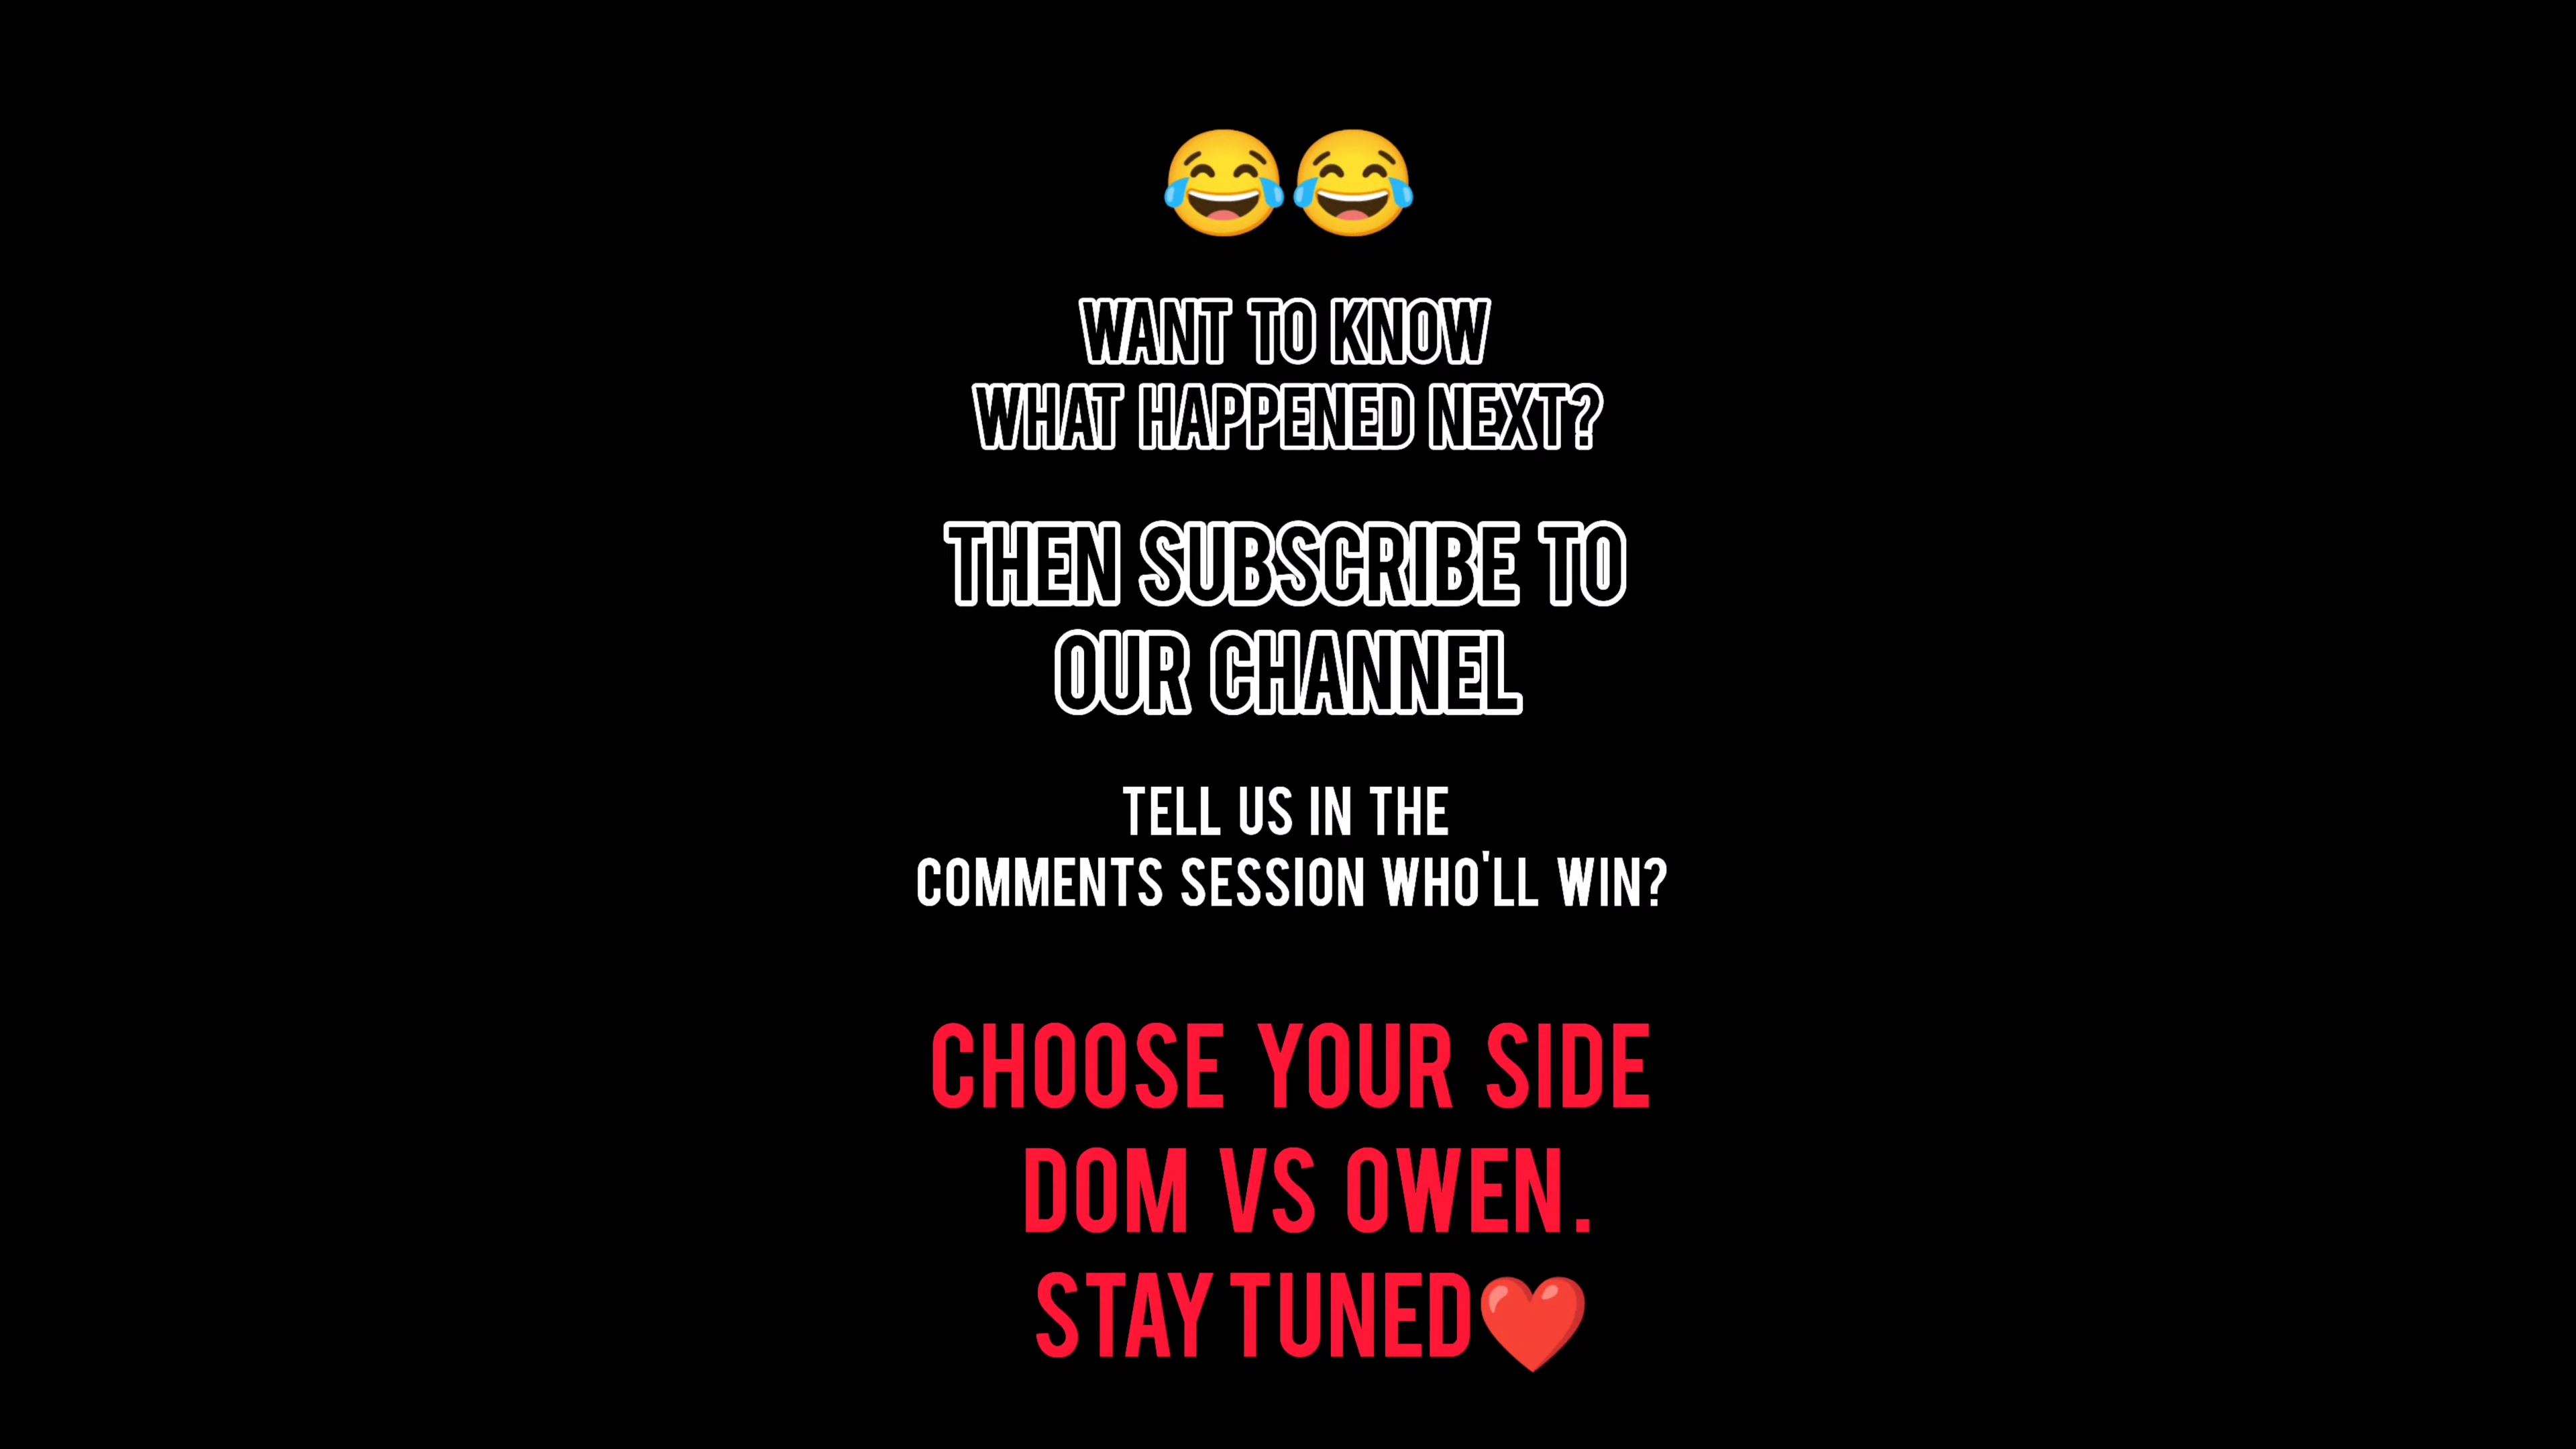 😂😂
WANT TO KNOW
WHAT HAPPENED NEXT?
THEN SUBSCRIBE TO
OUR CHANNEL
TELL US IN THE
COMMENTS SESSION WHO'LL WIN?
CHOOSE YOUR SIDE
DOM VS OWEN.
STAY TUNED❤️